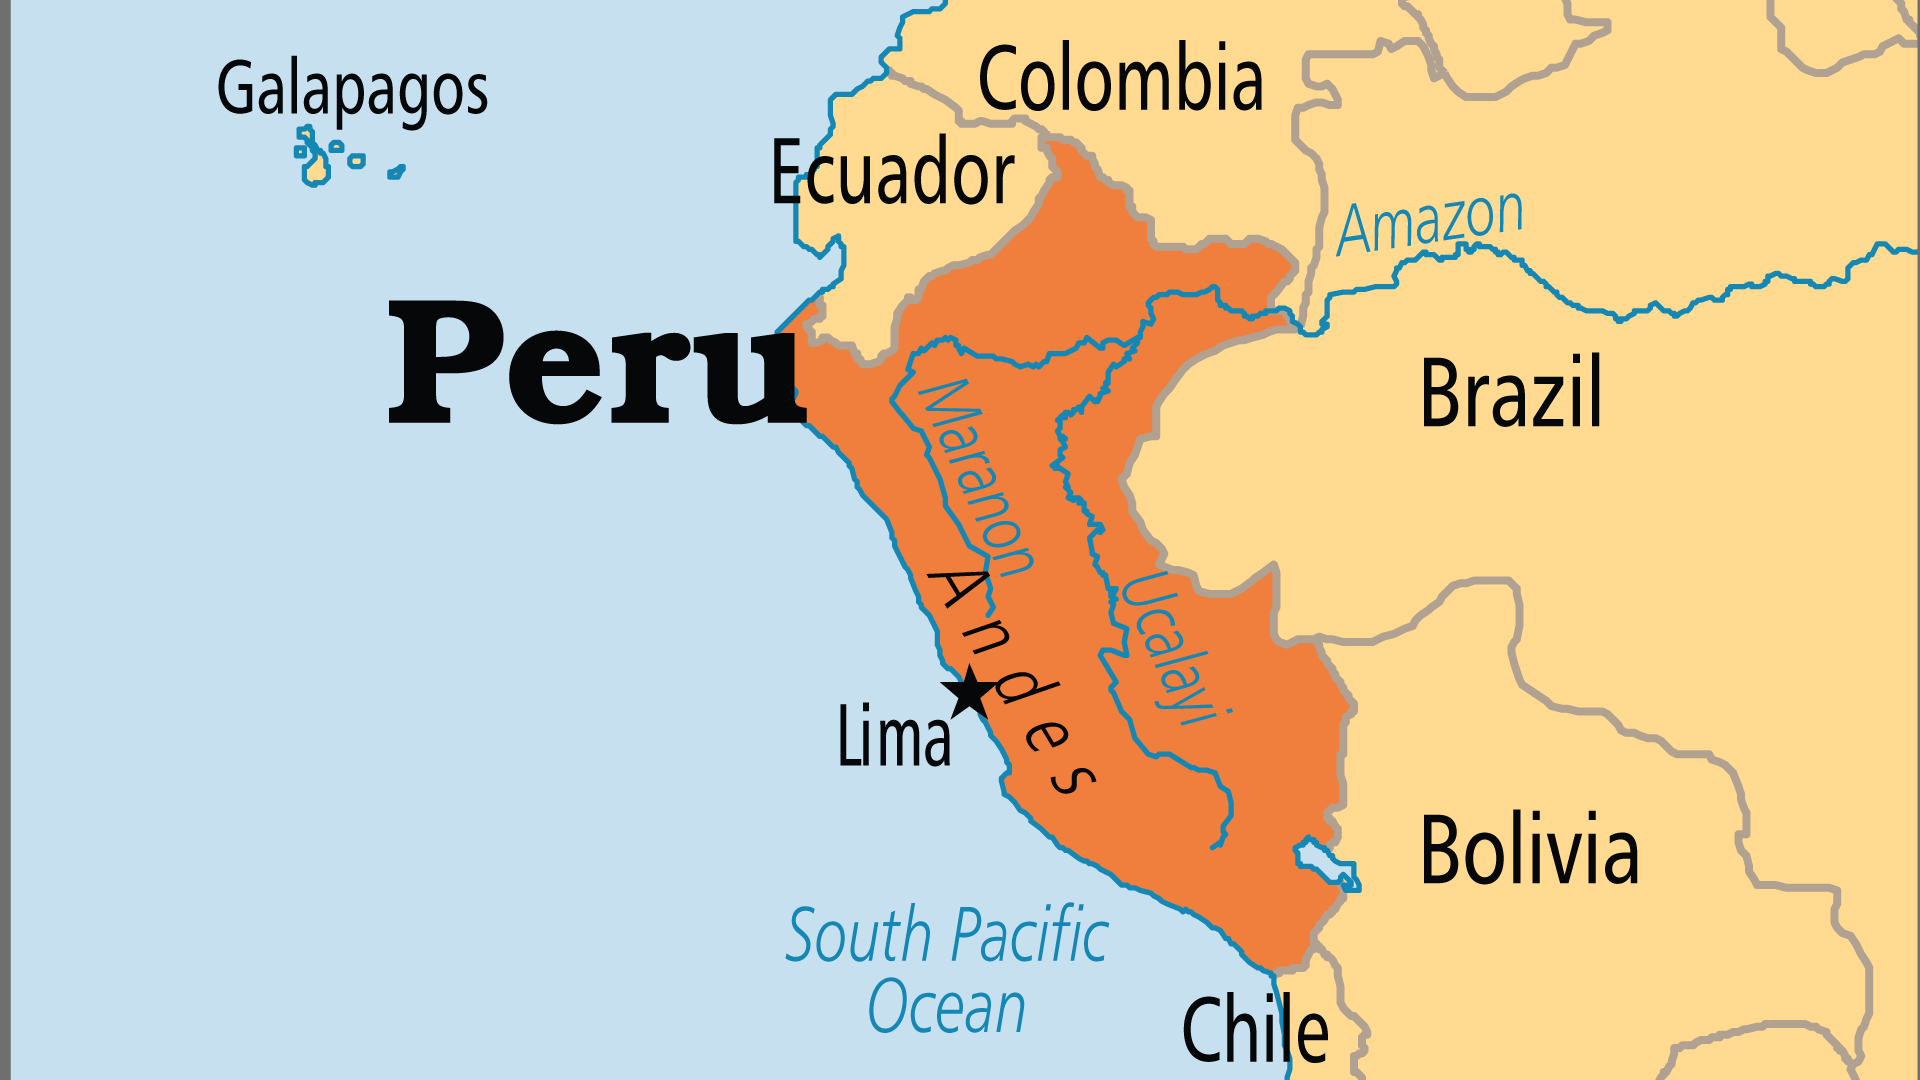 Galapagos
Colombia
Ecuador
Amazon
Peru
Brazil
Maranon
Andes
Ucalayi
Lima
Bolivia
South Pacific
Ocean
Chile